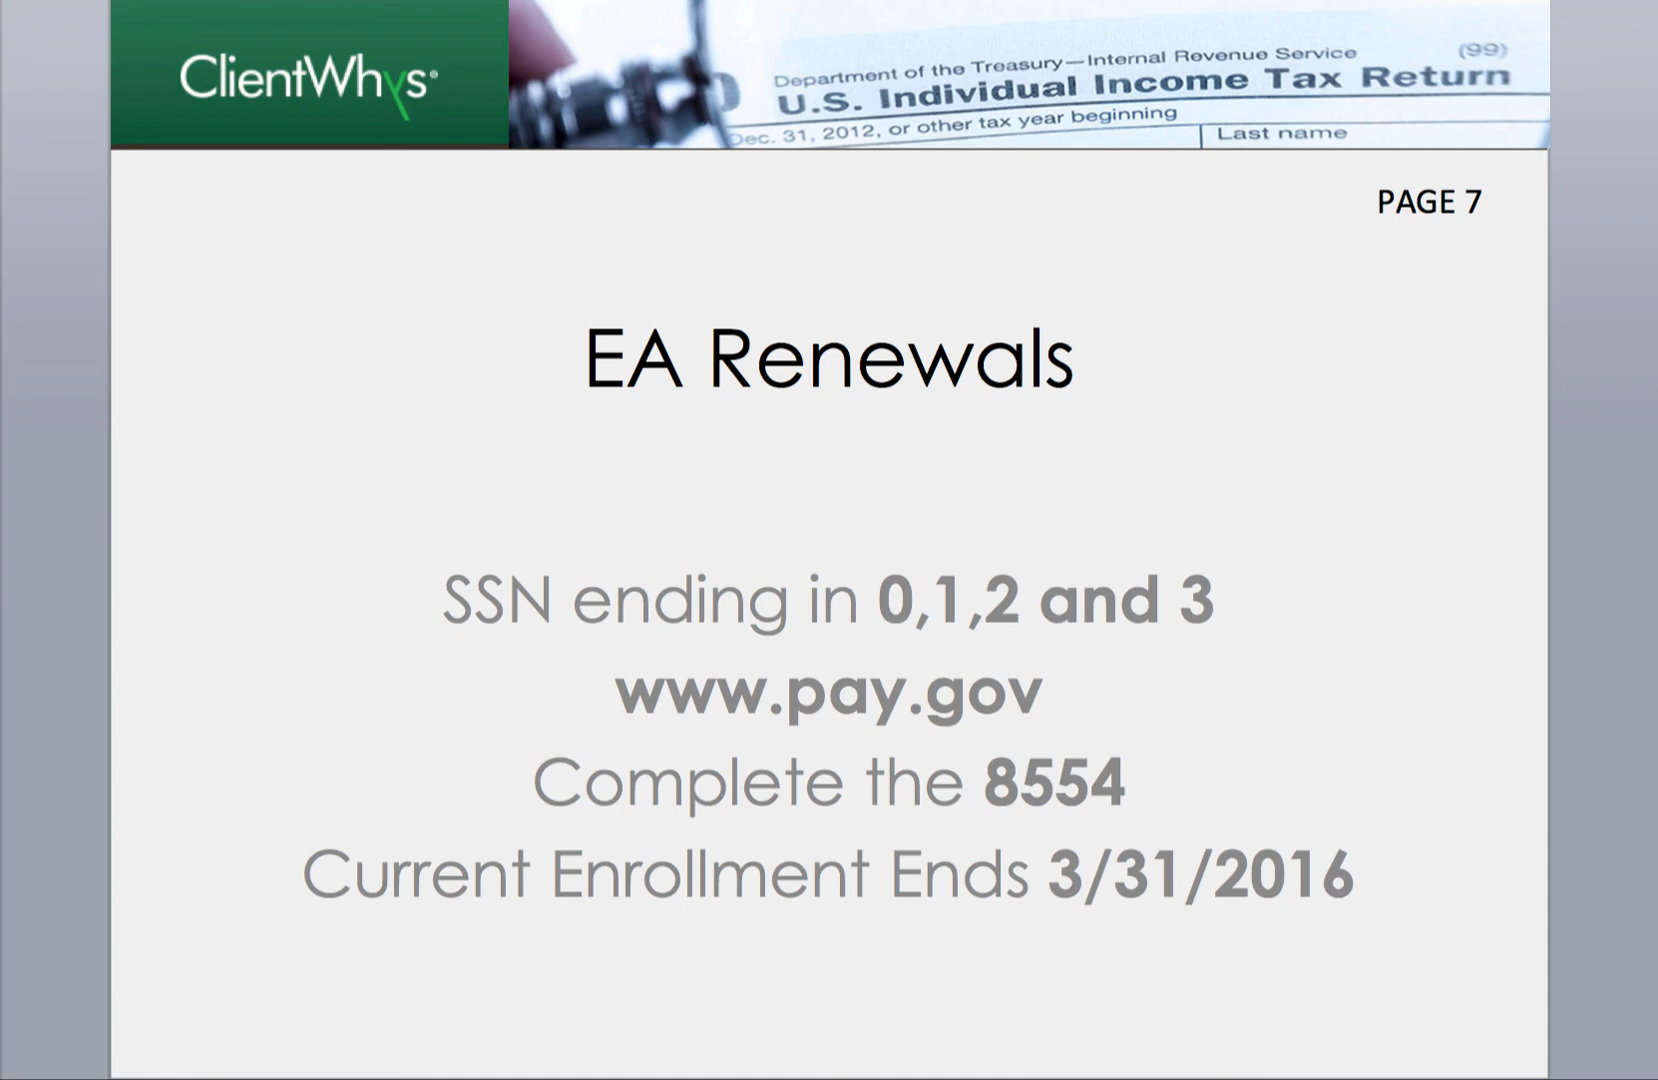 ClientWhys®
Department of the Treasury—Internal Revenue Service (99)
U.S. Individual Income Tax Return
Dec. 31, 2012, or other tax year beginning
Last name
PAGE 7
EA Renewals
SSN ending in 0,1,2 and 3
www.pay.gov
Complete the 8554
Current Enrollment Ends 3/31/2016